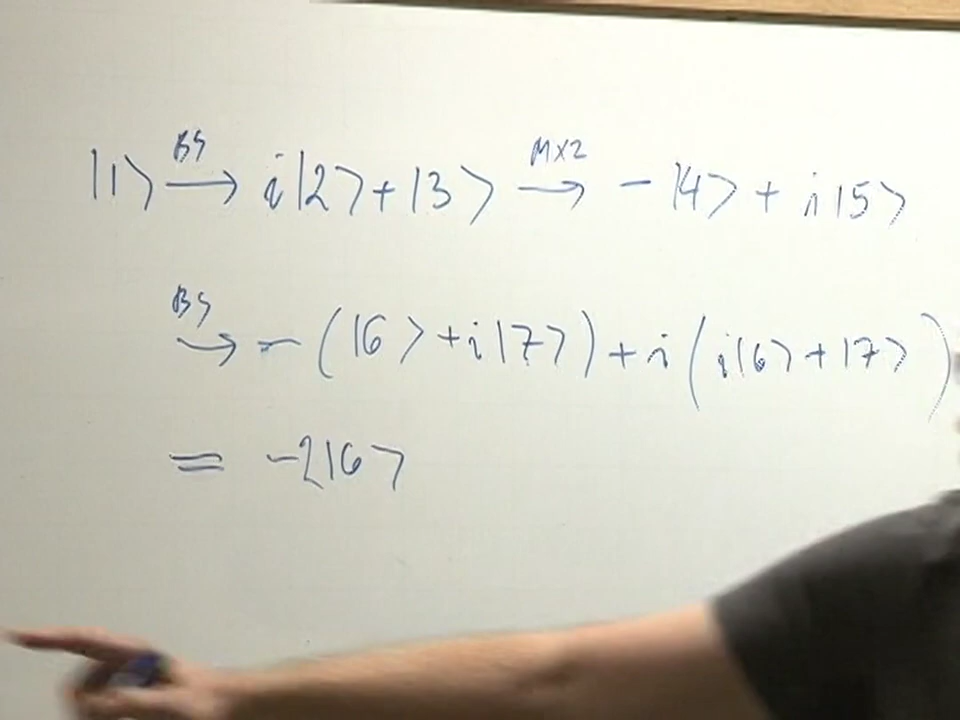 |1⟩ BS→ i|2⟩+|3⟩ MX2→ -|4⟩ + i|5⟩
BS→ -(|6⟩+i|7⟩)+i(i|6⟩+|7⟩)
= -2|6⟩